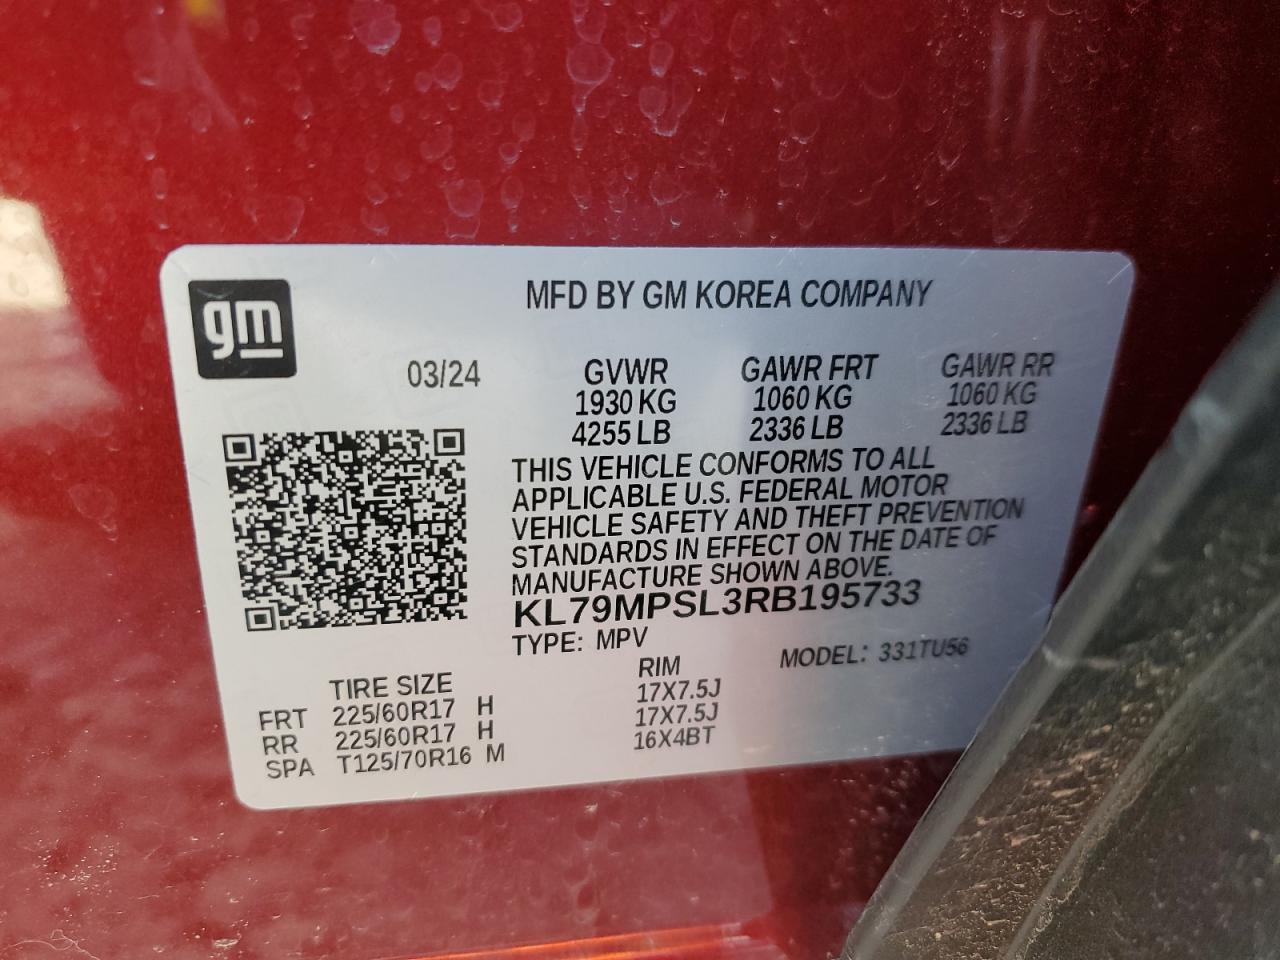 gm
MFD BY GM KOREA COMPANY
03/24 GVWR GAWR FRT GAWR RR
1930 KG 1060 KG 1060 KG
4255 LB 2336 LB 2336 LB
THIS VEHICLE CONFORMS TO ALL
APPLICABLE U.S. FEDERAL MOTOR
VEHICLE SAFETY AND THEFT PREVENTION
STANDARDS IN EFFECT ON THE DATE OF
MANUFACTURE SHOWN ABOVE.
KL79MPSL3RB195733
TYPE: MPV MODEL: 331TU56
TIRE SIZE RIM
FRT 225/60R17 H 17X7.5J
RR 225/60R17 H 17X7.5J
SPA T125/70R16 M 16X4BT